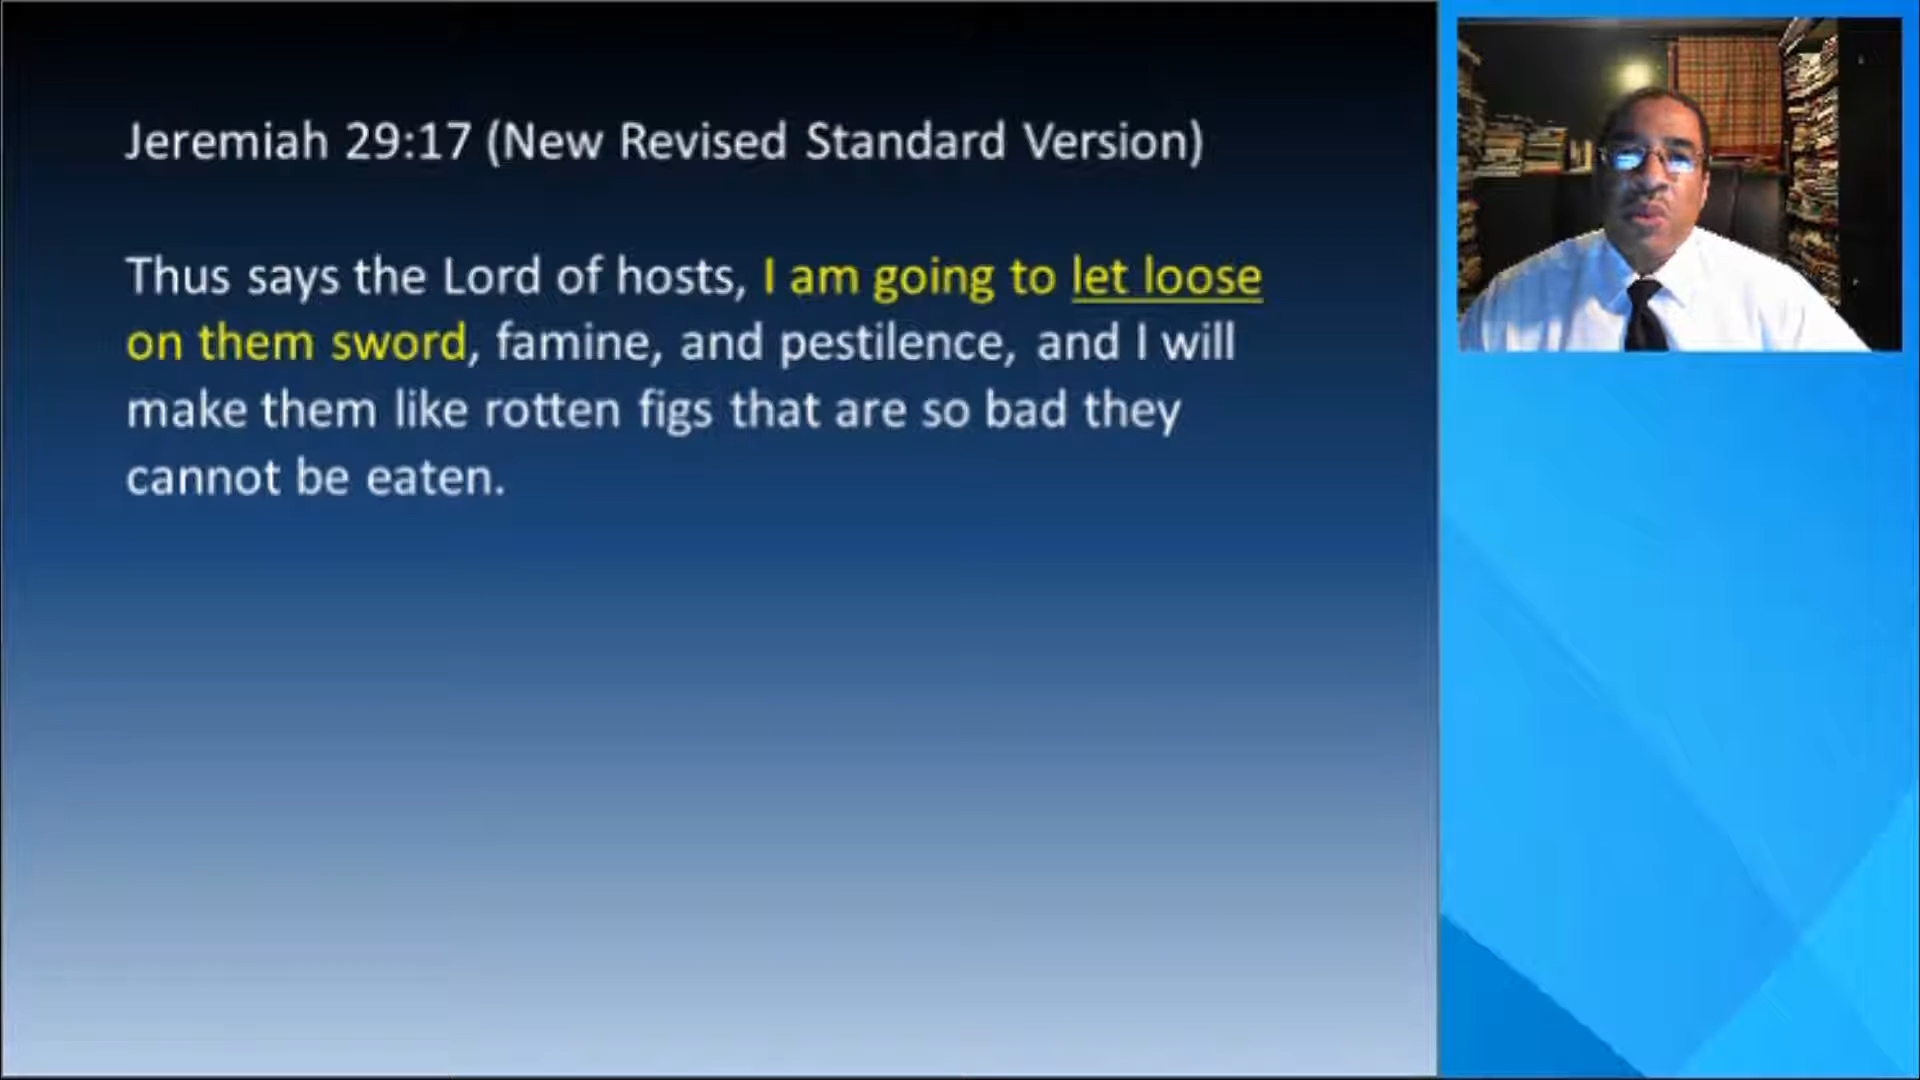 Jeremiah 29:17 (New Revised Standard Version)
Thus says the Lord of hosts, I am going to let loose
on them sword, famine, and pestilence, and I will
make them like rotten figs that are so bad they
cannot be eaten.